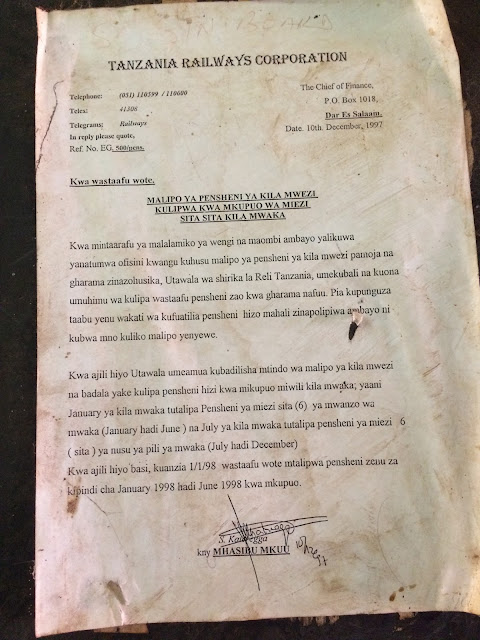 TANZANIA RAILWAYS CORPORATION
Telephone: (051) 110599 / 110600
Telex: 41308
Telegrams: Railways
In reply please quote,
Ref. No. EG. 500/pens.
The Chief of Finance,
P.O. Box 1018,
Dar Es Salaam.
Date. 10th. December, 1997
Kwa wastaafu wote.
MALIPO YA PENSHENI YA KILA MWEZI
KULIPWA KWA MKUPUO WA MIEZI
SITA SITA KILA MWAKA
Kwa mintaarafu ya malalamiko ya wengi na maombi ambayo yalikuwa
yanatumwa ofisini kwangu kuhusu malipo ya pensheni ya kila mwezi pamoja na
gharama zinazohusika, Utawala wa shirika la Reli Tanzania, umekubali na kuona
umuhinu wa kulipa wastaafu pensheni zao kwa gharama nafuu. Pia kupunguza
taabu yenu wakati wa kufuatilia pensheni hizo mahali zinapolipiwa ambayo ni
kubwa mno kuliko malipo yenyewe.
Kwa ajili hiyo Utawala umeamua kubadilisha mtindo wa malipo ya kila mwezi
na badala yake kulipa pensheni hizi kwa mikupuo miwili kila mwaka; yaani
January ya kila mwaka tutalipa Pensheni ya miezi sita (6) ya mwanzo wa
mwaka (January hadi June ) na July ya kila mwaka tutalipa pensheni ya miezi 6
( sita ) ya nusu ya pili ya mwaka (July hadi December)
Kwa ajili hiyo basi, kuanzia 1/1/98 wastaafu wote mtalipwa pensheni zenu za
kipindi cha January 1998 hadi June 1998 kwa mkupuo.
kny MHASIBU MKUU